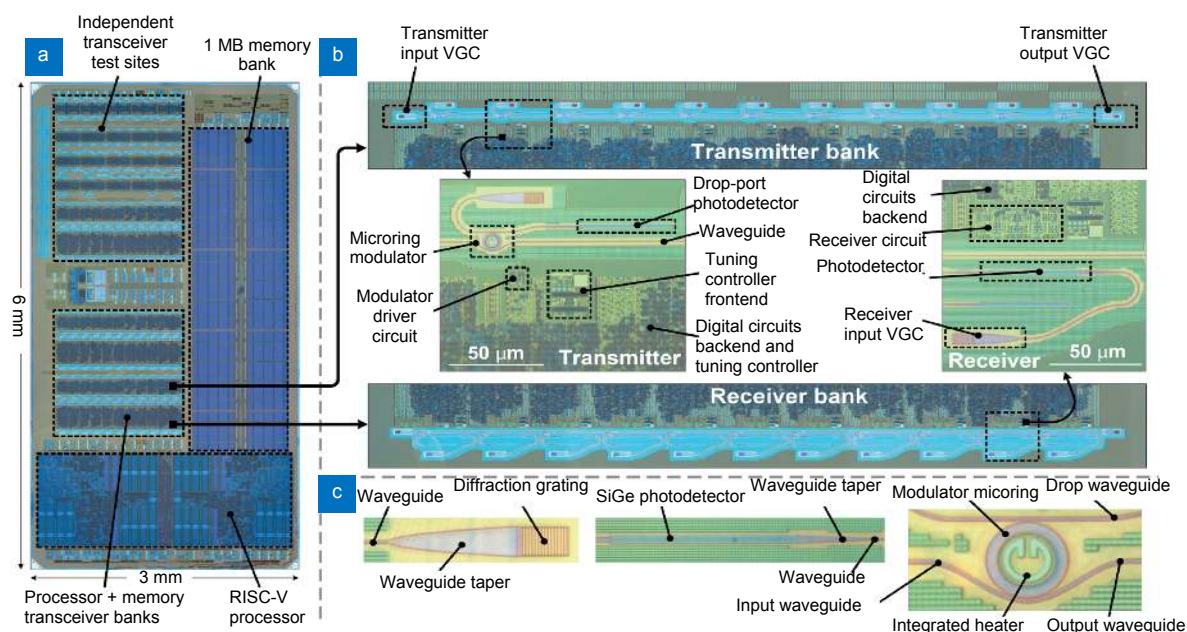 a
Independent
transceiver
test sites
1 MB memory
bank
6 mm
3 mm
Processor + memory
transceiver banks
RISC-V
processor
b
Transmitter
input VGC
Transmitter
output VGC
Transmitter bank
Drop-port
photodetector
Waveguide
Microring
modulator
Tuning
controller
frontend
Modulator
driver
circuit
Digital circuits
backend and
tuning controller
50 μm
Transmitter
Digital
circuits
backend
Receiver circuit
Photodetector
Receiver
input VGC
Receiver
50 μm
Receiver bank
c
Waveguide
Diffraction grating
Waveguide taper
SiGe photodetector
Waveguide taper
Waveguide
Modulator micoring
Drop waveguide
Input waveguide
Integrated heater
Output waveguide